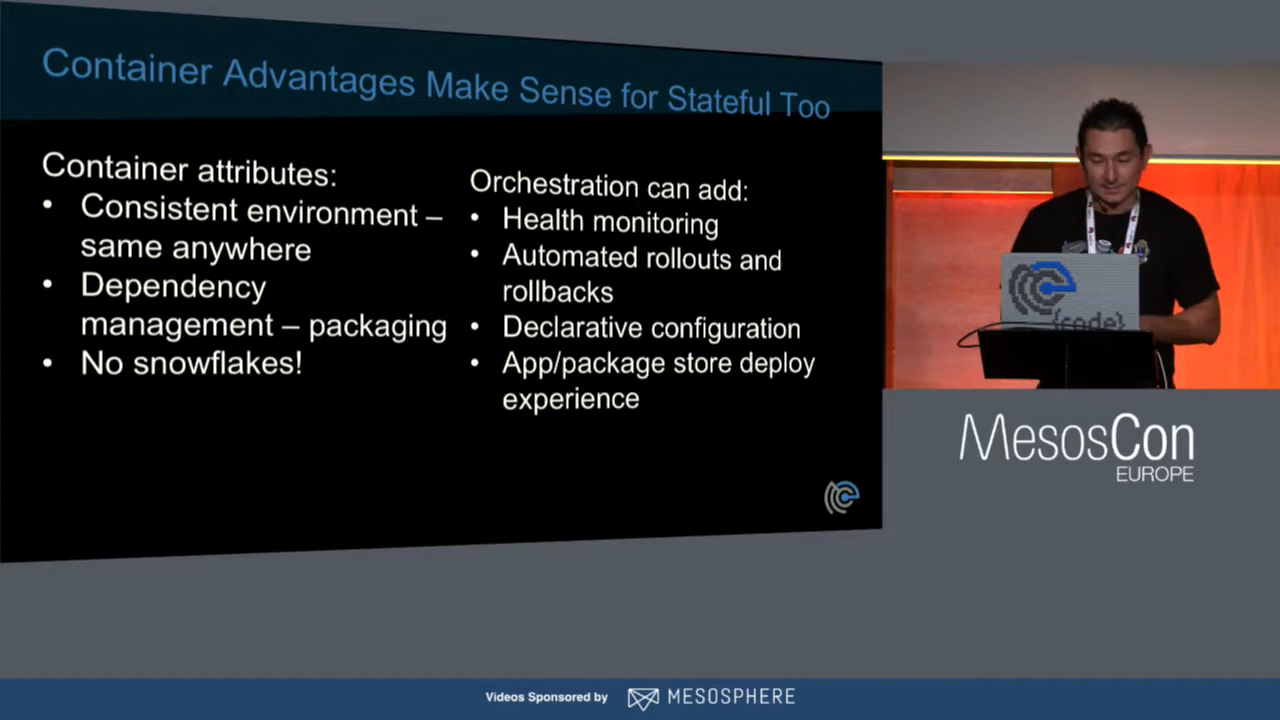 Container Advantages Make Sense for Stateful Too
Container attributes:
• Consistent environment –
same anywhere
• Dependency
management – packaging
• No snowflakes!
Orchestration can add:
• Health monitoring
• Automated rollouts and
rollbacks
• Declarative configuration
• App/package store deploy
experience
{code}
MesosCon
EUROPE
Videos Sponsored by MESOSPHERE